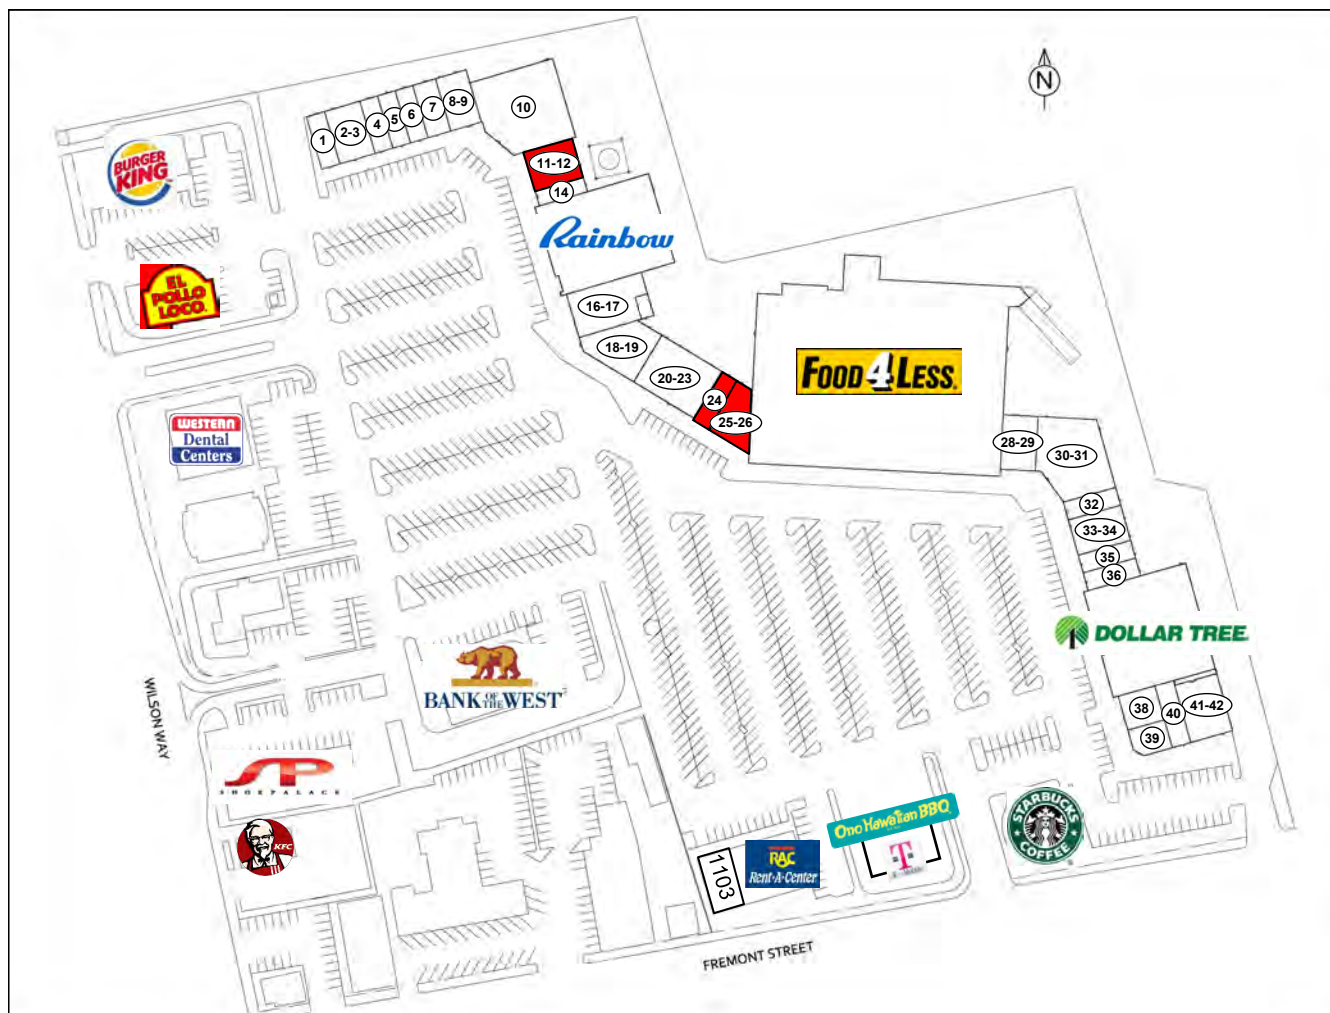 N
1
2-3
4
5
6
7
8-9
10
11-12
14
BURGER
KING
Rainbow
EL
POLLO
LOCO
16-17
18-19
20-23
24
25-26
FOOD 4 LESS
28-29
30-31
32
33-34
35
36
WESTERN
Dental
Centers
DOLLAR TREE
38
39
40
41-42
BANK OF THE WEST
WILSON WAY
SP
SHOE PALACE
KFC
1103
RAC
Rent-A-Center
Ono Hawaiian BBQ
T
STARBUCKS
COFFEE
FREMONT STREET